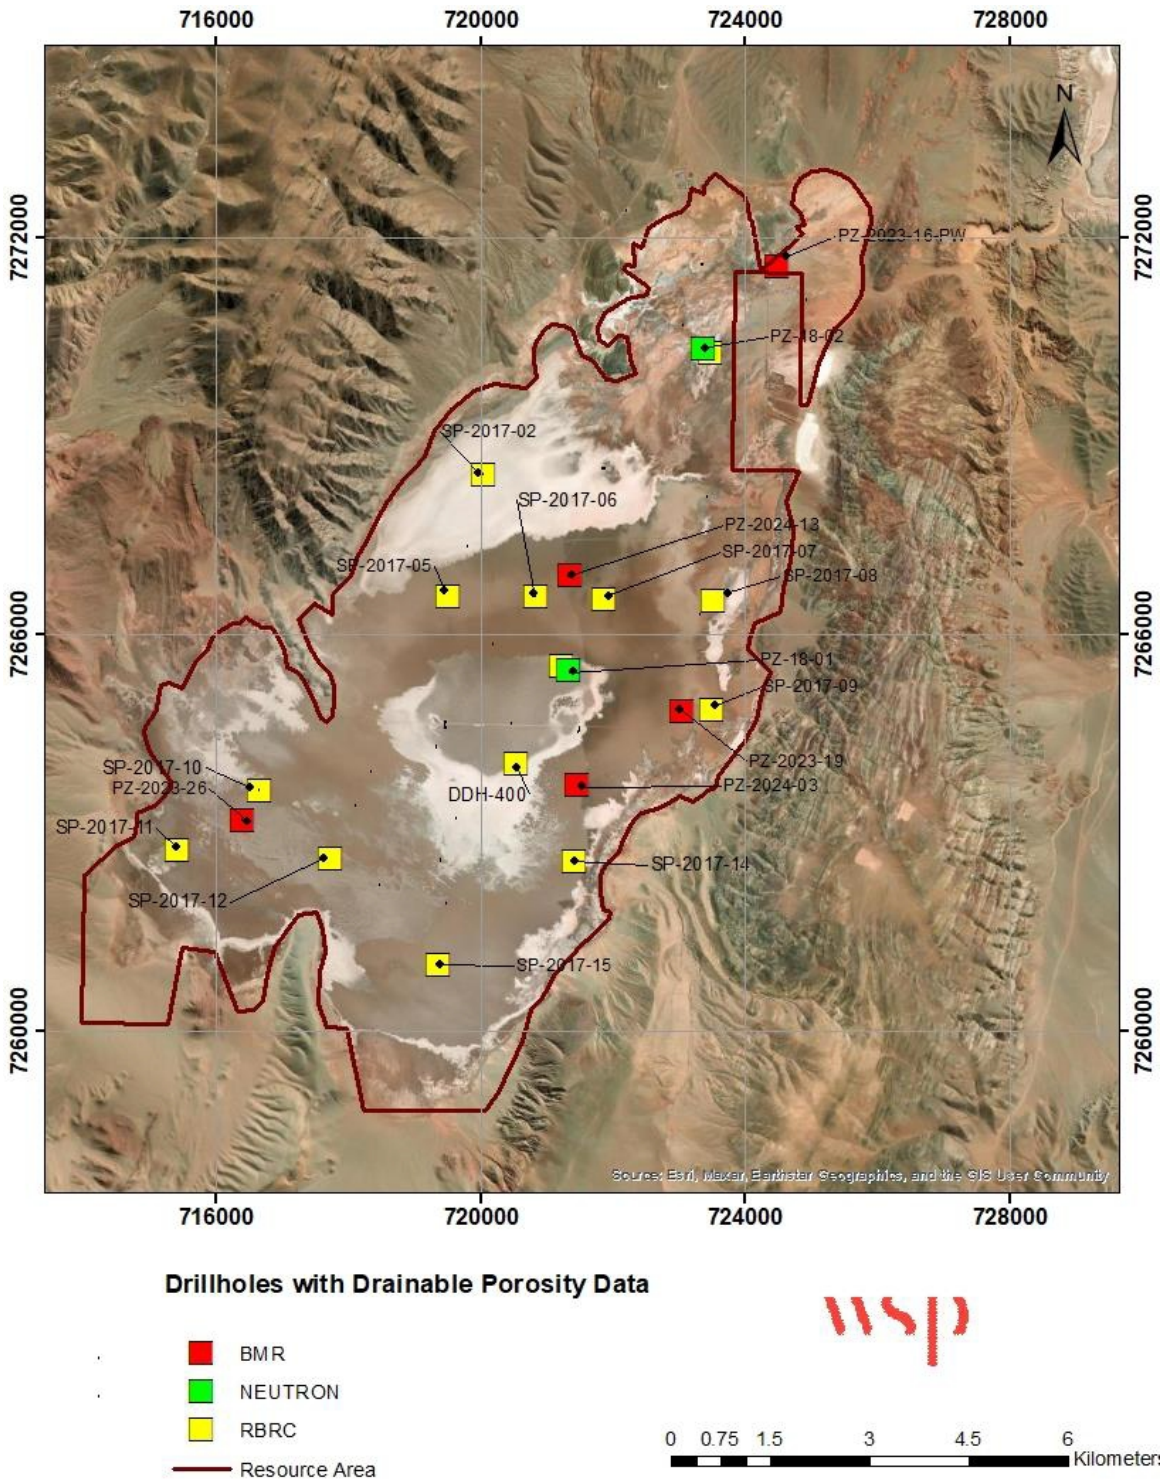 716000 720000 724000 728000
N
7272000 7272000
PZ-2023-16-PW
PZ-18-02
SP-2017-02
SP-2017-06
PZ-2024-13
SP-2017-07
SP-2017-05
SP-2017-08
7266000 7266000
PZ-18-01
SP-2017-09
PZ-2023-19
SP-2017-10
PZ-2023-26
DDH-400
PZ-2024-03
SP-2017-11
SP-2017-14
SP-2017-12
SP-2017-15
7260000 7260000
Source: Esri, Maxar, Earthstar Geographics, and the GIS User Community
716000 720000 724000 728000
Drillholes with Drainable Porosity Data
wsp
BMR
NEUTRON
RBRC
Resource Area
0 0.75 1.5 3 4.5 6
Kilometers